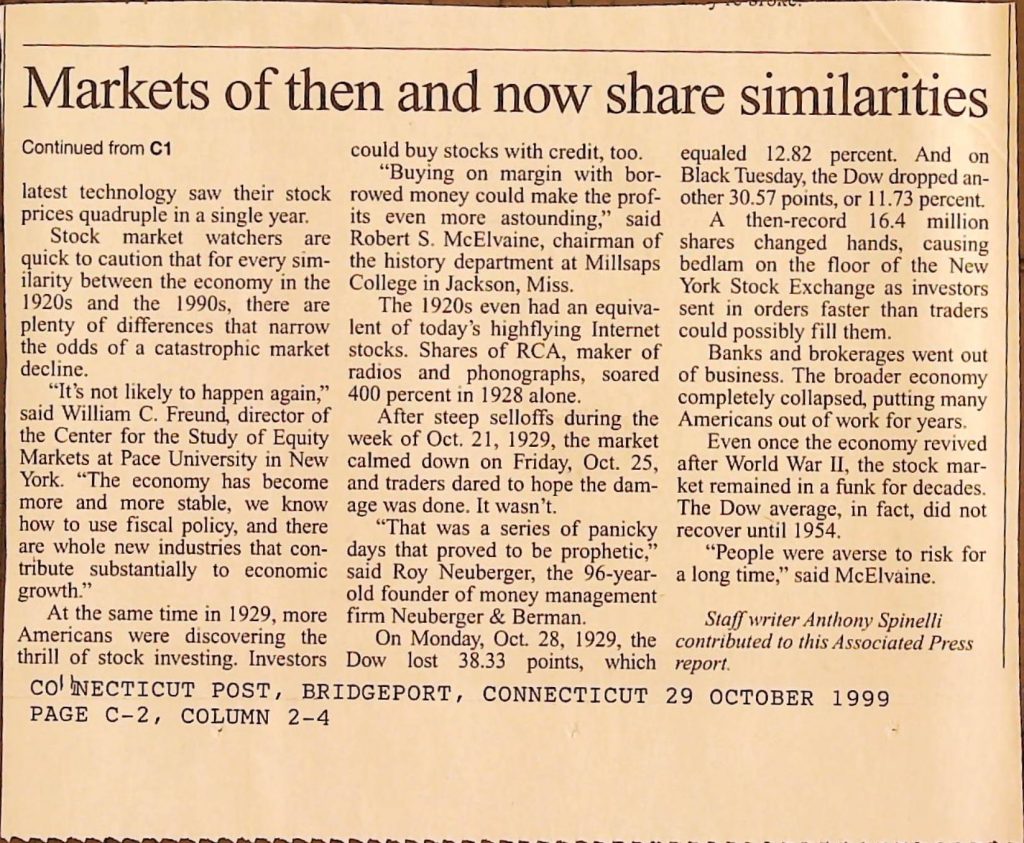 Markets of then and now share similarities
Continued from C1
latest technology saw their stock
prices quadruple in a single year.
Stock market watchers are
quick to caution that for every sim-
ilarity between the economy in the
1920s and the 1990s, there are
plenty of differences that narrow
the odds of a catastrophic market
decline.
“It’s not likely to happen again,”
said William C. Freund, director of
the Center for the Study of Equity
Markets at Pace University in New
York. “The economy has become
more and more stable, we know
how to use fiscal policy, and there
are whole new industries that con-
tribute substantially to economic
growth.”
At the same time in 1929, more
Americans were discovering the
thrill of stock investing. Investors
could buy stocks with credit, too.
“Buying on margin with bor-
rowed money could make the prof-
its even more astounding,” said
Robert S. McElvaine, chairman of
the history department at Millsaps
College in Jackson, Miss.
The 1920s even had an equiva-
lent of today’s highflying Internet
stocks. Shares of RCA, maker of
radios and phonographs, soared
400 percent in 1928 alone.
After steep selloffs during the
week of Oct. 21, 1929, the market
calmed down on Friday, Oct. 25,
and traders dared to hope the dam-
age was done. It wasn’t.
“That was a series of panicky
days that proved to be prophetic,”
said Roy Neuberger, the 96-year-
old founder of money management
firm Neuberger & Berman.
On Monday, Oct. 28, 1929, the
Dow lost 38.33 points, which
equaled 12.82 percent. And on
Black Tuesday, the Dow dropped an-
other 30.57 points, or 11.73 percent.
A then-record 16.4 million
shares changed hands, causing
bedlam on the floor of the New
York Stock Exchange as investors
sent in orders faster than traders
could possibly fill them.
Banks and brokerages went out
of business. The broader economy
completely collapsed, putting many
Americans out of work for years.
Even once the economy revived
after World War II, the stock mar-
ket remained in a funk for decades.
The Dow average, in fact, did not
recover until 1954.
“People were averse to risk for
a long time,” said McElvaine.
Staff writer Anthony Spinelli
contributed to this Associated Press
report.
CONNECTICUT POST, BRIDGEPORT, CONNECTICUT 29 OCTOBER 1999
PAGE C-2, COLUMN 2-4